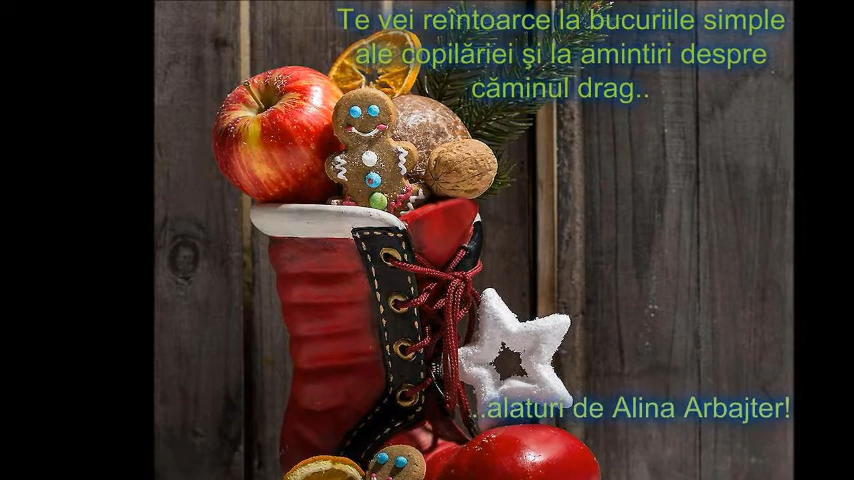 Te vei reîntoarce la bucuriile simple
ale copilăriei și la amintiri despre
căminul drag..
..alaturi de Alina Arbajter!